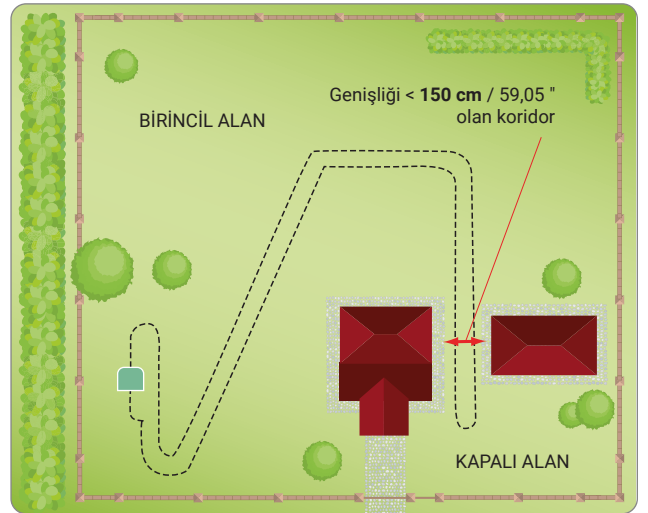 Genişliği < 150 cm / 59,05 "
olan koridor
BİRİNCİL ALAN
KAPALI ALAN